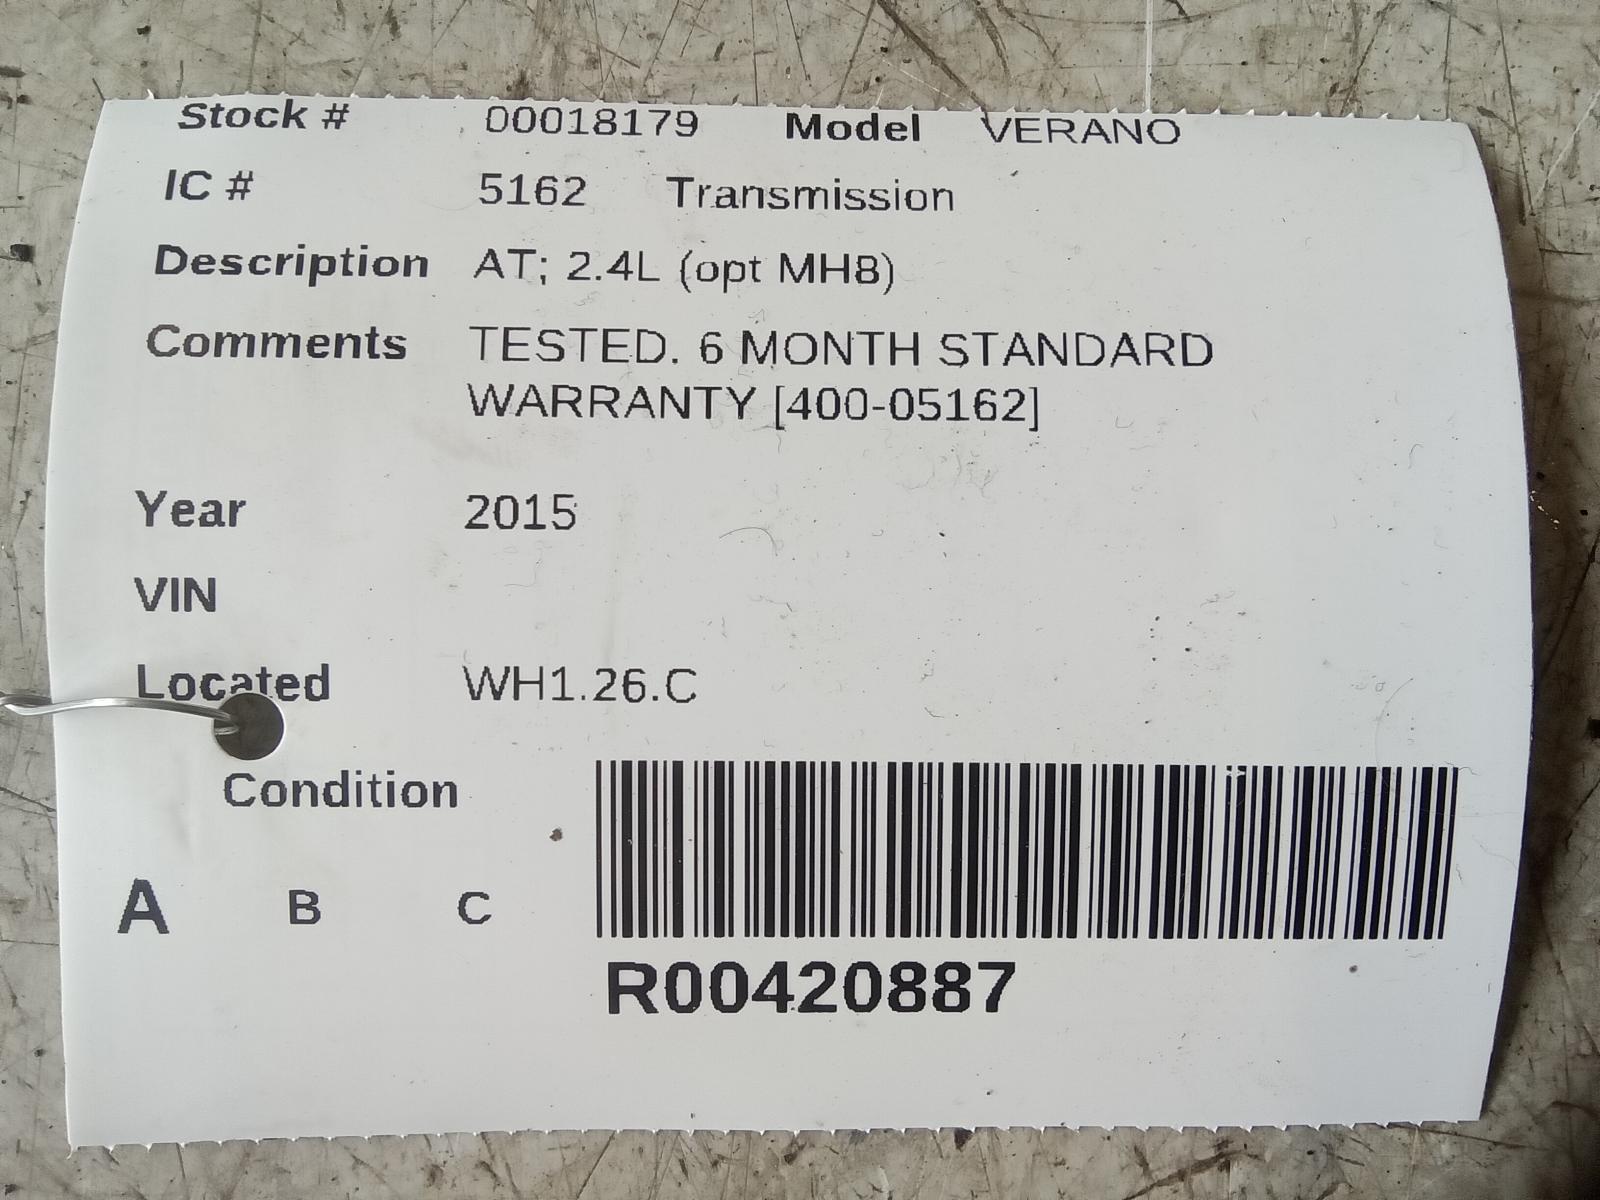 Stock # 00018179 Model VERANO
IC # 5162 Transmission
Description AT; 2.4L (opt MH8)
Comments TESTED. 6 MONTH STANDARD
WARRANTY [400-05162]
Year 2015
VIN
Located WH1.26.C
Condition
A B C
R00420887